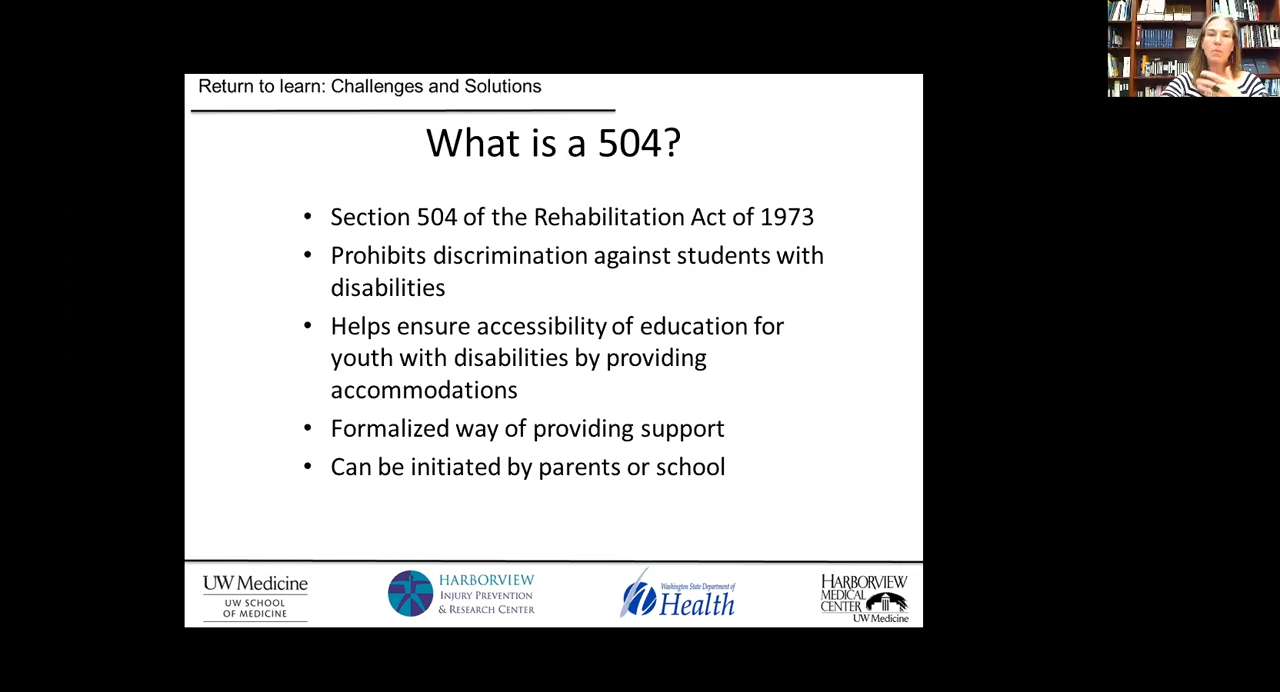 Return to learn: Challenges and Solutions
What is a 504?
• Section 504 of the Rehabilitation Act of 1973
• Prohibits discrimination against students with
disabilities
• Helps ensure accessibility of education for
youth with disabilities by providing
accommodations
• Formalized way of providing support
• Can be initiated by parents or school
UW Medicine
UW SCHOOL
OF MEDICINE
HARBORVIEW
INJURY PREVENTION
& RESEARCH CENTER
Washington State Department of
Health
HARBORVIEW
MEDICAL
CENTER
UW Medicine